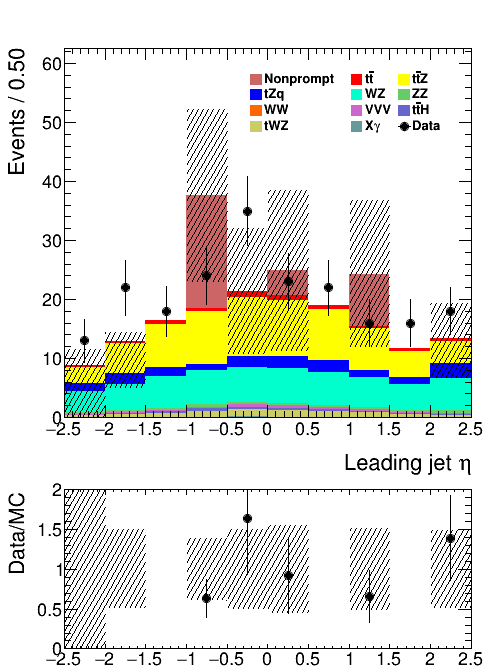 Events / 0.50
60
50
40
30
20
10
0
Nonprompt tt̄ tt̄Z
tZq WZ ZZ
WW VVV tt̄H
tWZ Xγ Data
−2.5 −2 −1.5 −1 −0.5 0 0.5 1 1.5 2 2.5
Leading jet η
Data/MC
2
1.5
1
0.5
0
−2.5 −2 −1.5 −1 −0.5 0 0.5 1 1.5 2 2.5